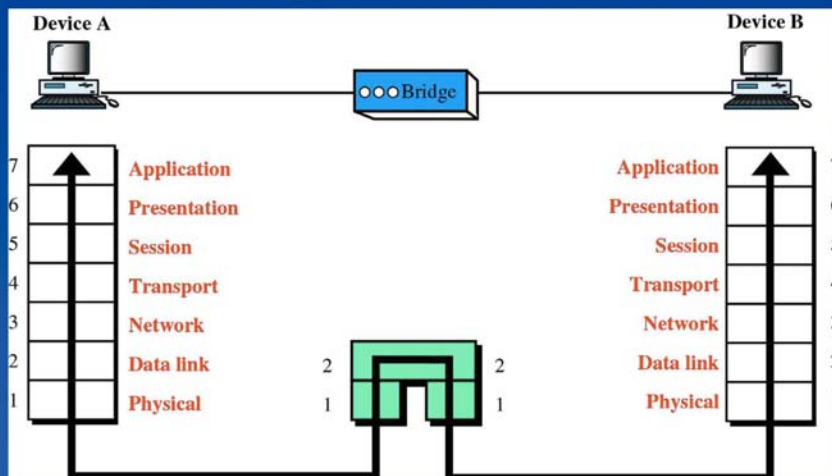 Device A
Device B
Bridge
7 Application
6 Presentation
5 Session
4 Transport
3 Network
2 Data link
1 Physical
Application
Presentation
Session
Transport
Network
Data link
Physical
2 2
1 1